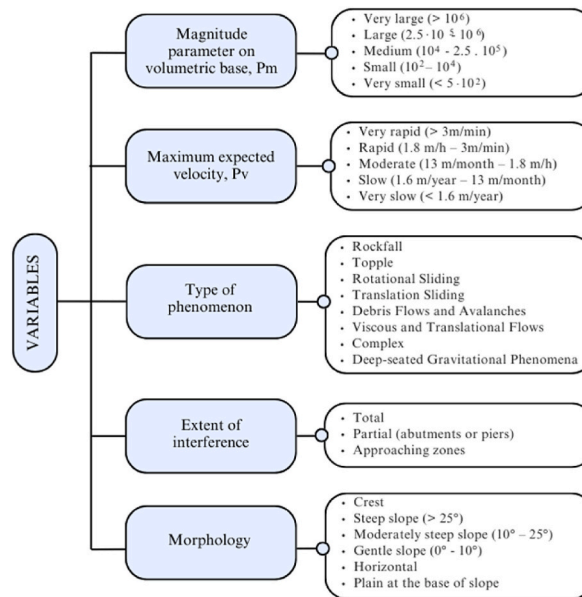 VARIABLES
Magnitude
parameter on
volumetric base, Pm
• Very large (> 10⁶)
• Large (2.5·10 ⁵- 10 ⁶)
• Medium (10⁴ - 2.5 . 10⁵)
• Small (10² – 10⁴)
• Very small (< 5·10²)
Maximum expected
velocity, Pv
• Very rapid (> 3m/min)
• Rapid (1.8 m/h – 3m/min)
• Moderate (13 m/month – 1.8 m/h)
• Slow (1.6 m/year – 13 m/month)
• Very slow (< 1.6 m/year)
Type of
phenomenon
• Rockfall
• Topple
• Rotational Sliding
• Translation Sliding
• Debris Flows and Avalanches
• Viscous and Translational Flows
• Complex
• Deep-seated Gravitational Phenomena
Extent of
interference
• Total
• Partial (abutments or piers)
• Approaching zones
Morphology
• Crest
• Steep slope (> 25°)
• Moderately steep slope (10° – 25°)
• Gentle slope (0° - 10°)
• Horizontal
• Plain at the base of slope